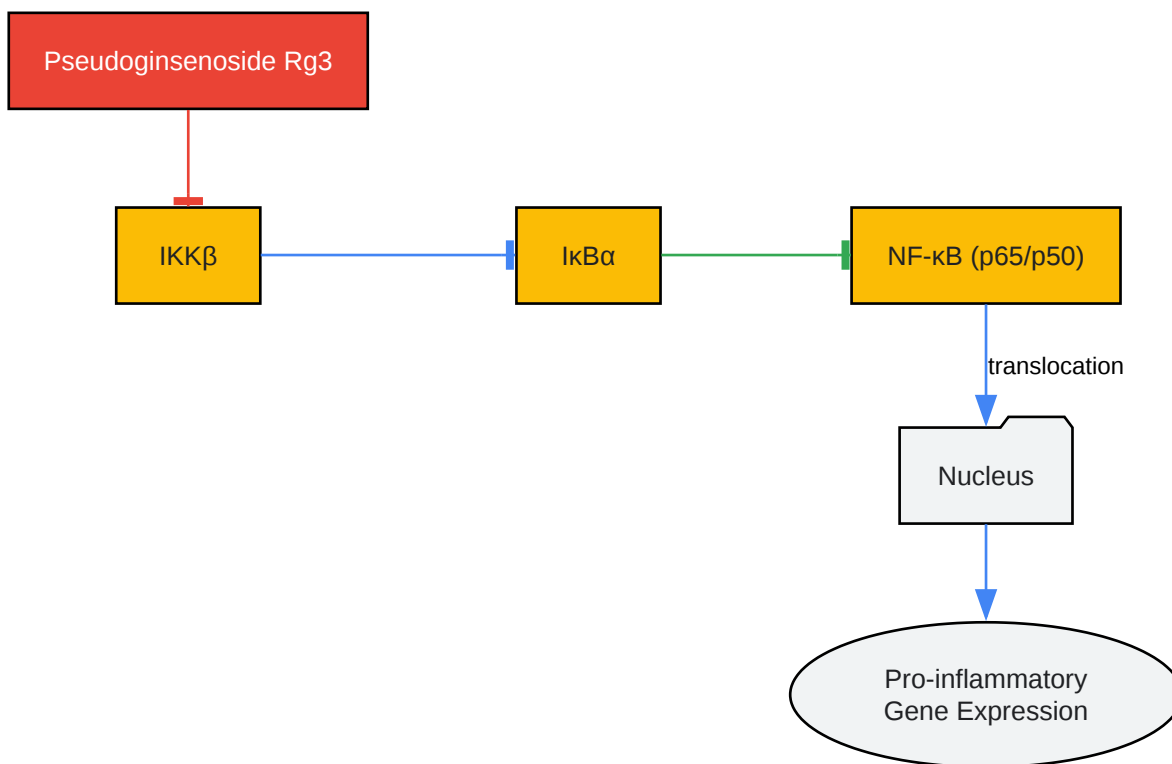 Pseudoginsenoside Rg3
IKKβ
IκBα
NF-κB (p65/p50)
translocation
Nucleus
Pro-inflammatory
Gene Expression